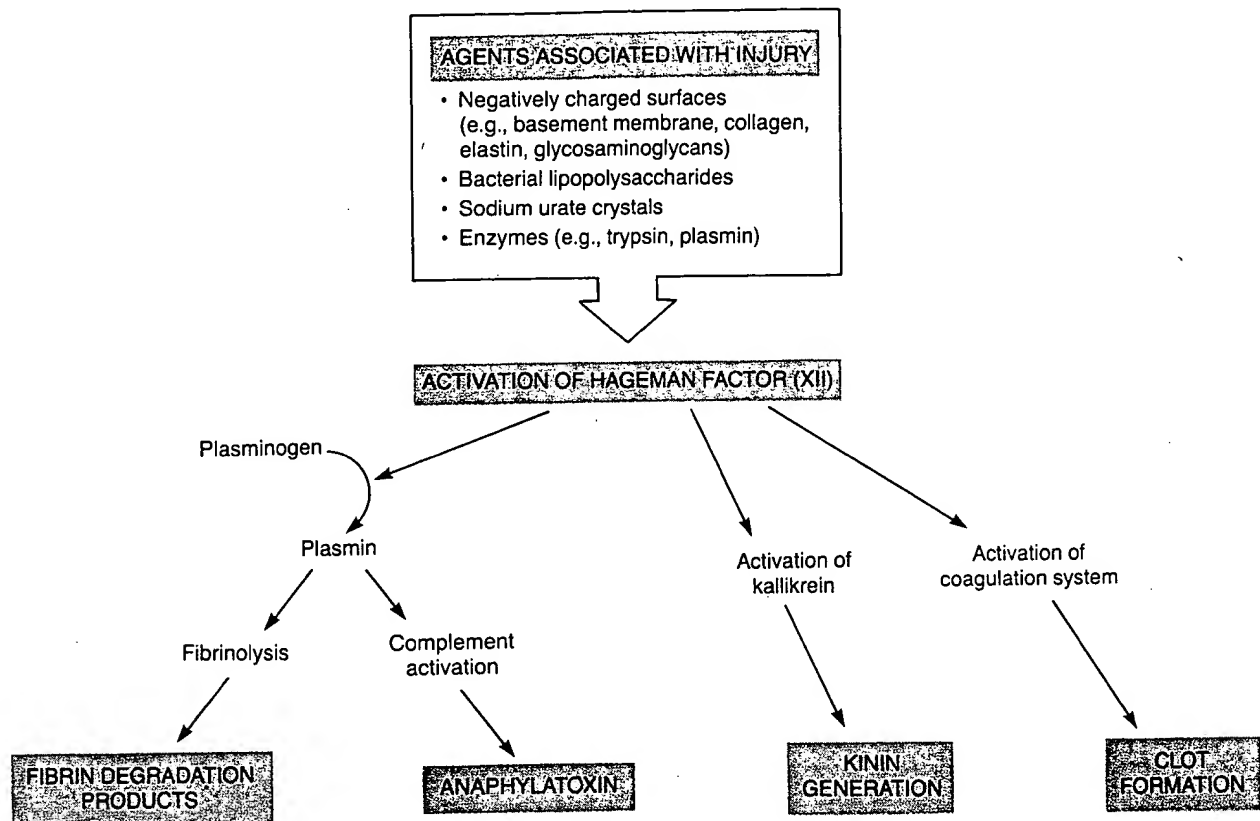 AGENTS ASSOCIATED WITH INJURY
• Negatively charged surfaces
(e.g., basement membrane, collagen,
elastin, glycosaminoglycans)
• Bacterial lipopolysaccharides
• Sodium urate crystals
• Enzymes (e.g., trypsin, plasmin)
ACTIVATION OF HAGEMAN FACTOR (XII)
Plasminogen
Plasmin
Activation of
kallikrein
Activation of
coagulation system
Fibrinolysis
Complement
activation
FIBRIN DEGRADATION
PRODUCTS
ANAPHYLATOXIN
KININ
GENERATION
CLOT
FORMATION